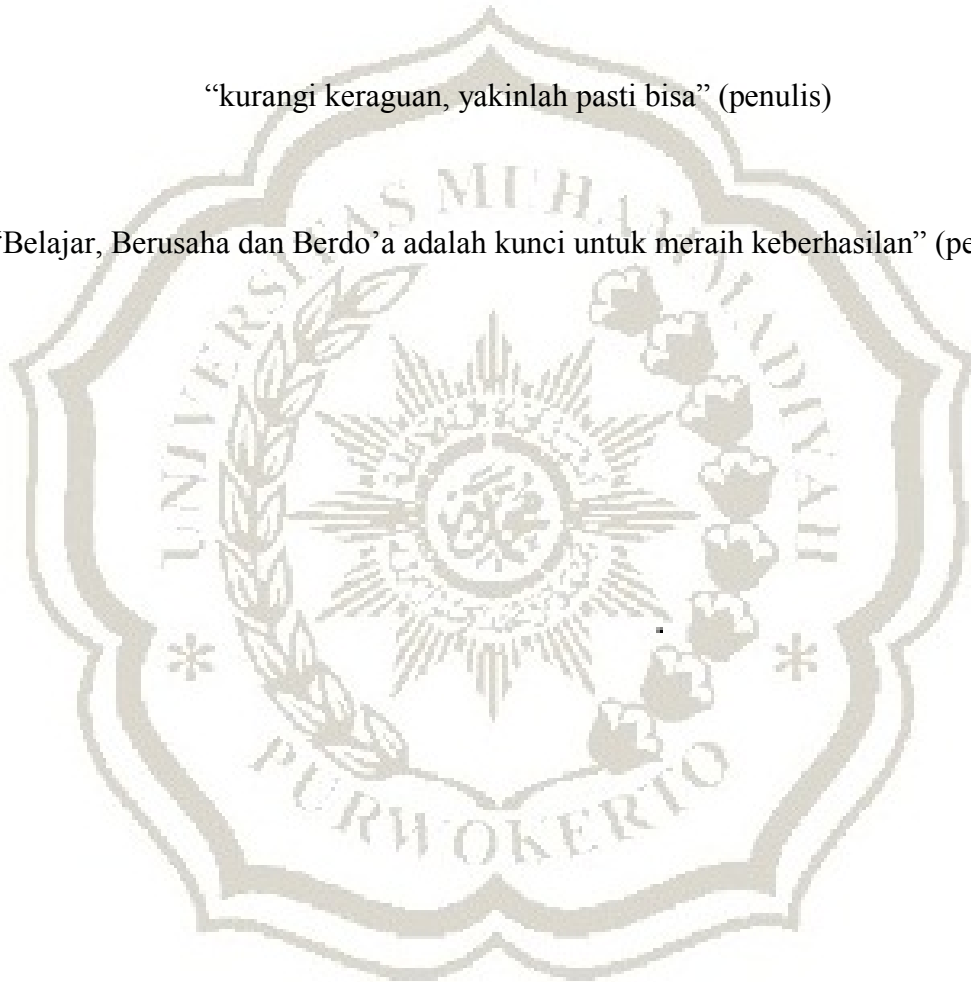 “kurangi keraguan, yakinlah pasti bisa” (penulis)
“Belajar, Berusaha dan Berdo’a adalah kunci untuk meraih keberhasilan” (pe
UNIVERSITAS MUHAMMADIYAH
* PURWOKERTO *